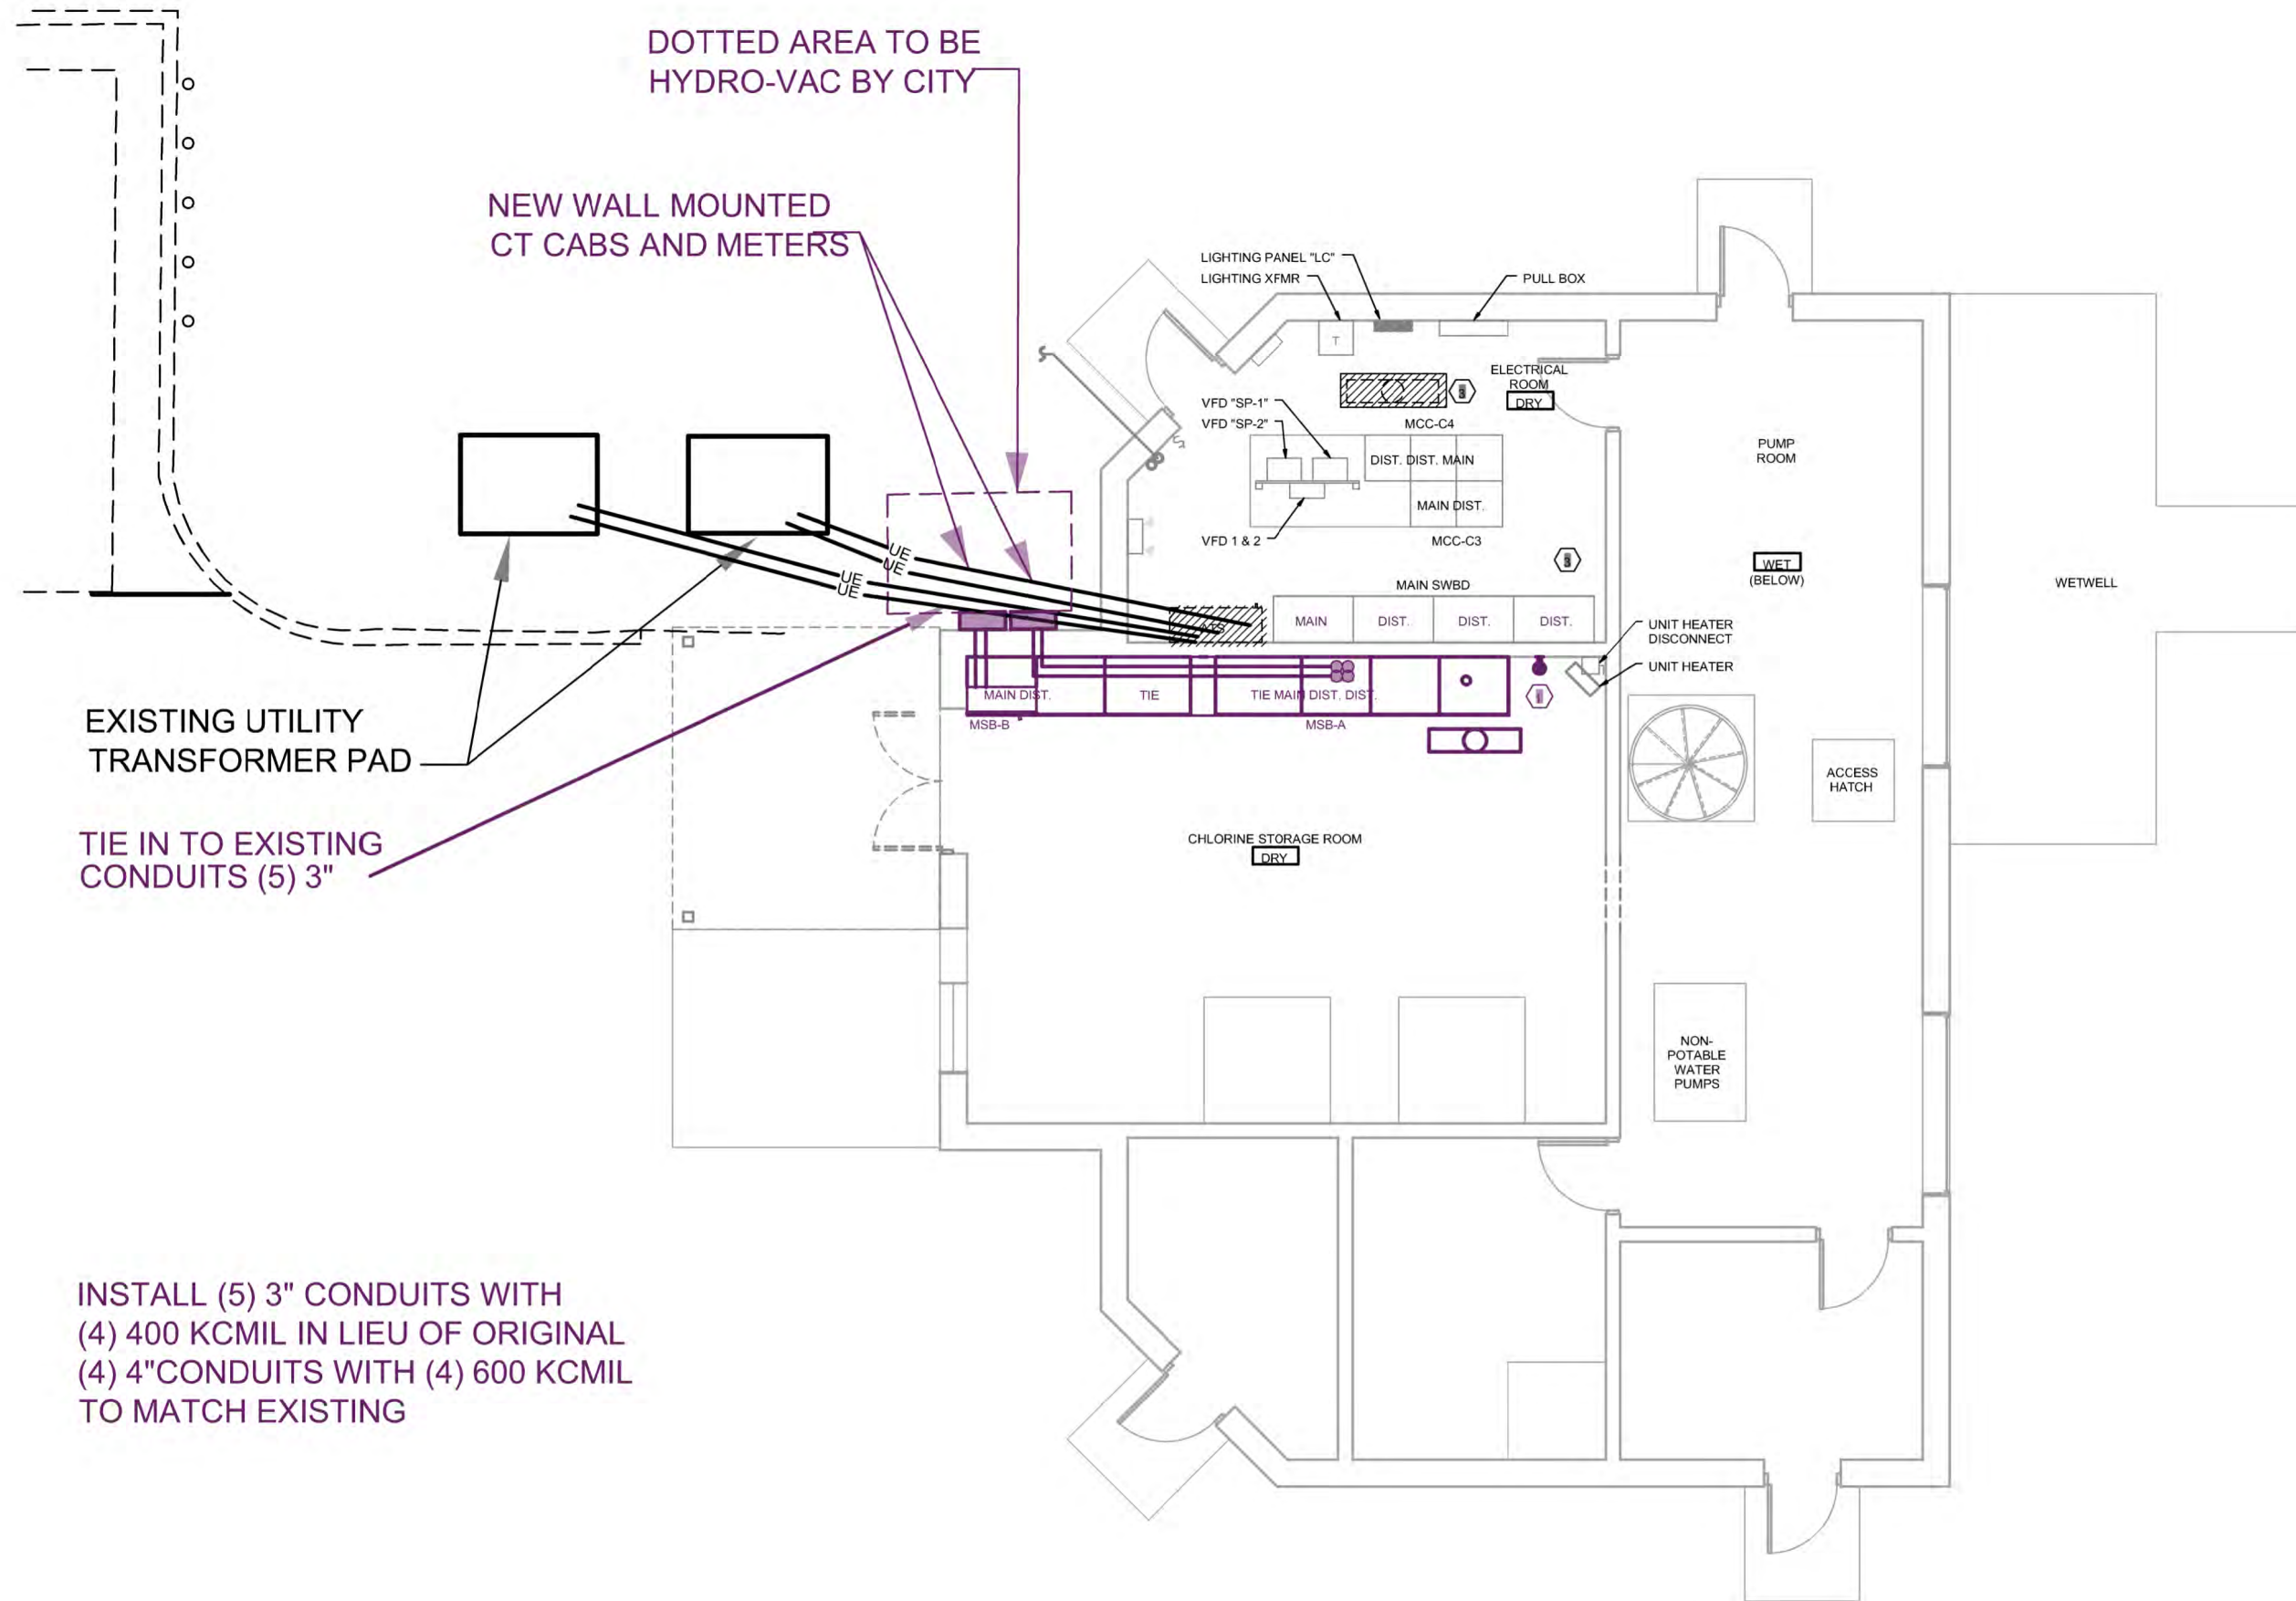 DOTTED AREA TO BE
HYDRO-VAC BY CITY
NEW WALL MOUNTED
CT CABS AND METERS
LIGHTING PANEL "LC"
LIGHTING XFMR
PULL BOX
T
ELECTRICAL
ROOM
DRY
VFD "SP-1"
VFD "SP-2"
MCC-C4
DIST. DIST. MAIN
MAIN DIST.
VFD 1 & 2
MCC-C3
PUMP
ROOM
WET
(BELOW)
WETWELL
UE
UE
UE
UE
MAIN SWBD
MAIN
DIST.
DIST.
DIST.
UNIT HEATER
DISCONNECT
UNIT HEATER
MAIN DIST.
TIE
TIE MAIN DIST. DIST.
MSB-B
MSB-A
EXISTING UTILITY
TRANSFORMER PAD
ACCESS
HATCH
TIE IN TO EXISTING
CONDUITS (5) 3"
CHLORINE STORAGE ROOM
DRY
NON-
POTABLE
WATER
PUMPS
INSTALL (5) 3" CONDUITS WITH
(4) 400 KCMIL IN LIEU OF ORIGINAL
(4) 4"CONDUITS WITH (4) 600 KCMIL
TO MATCH EXISTING